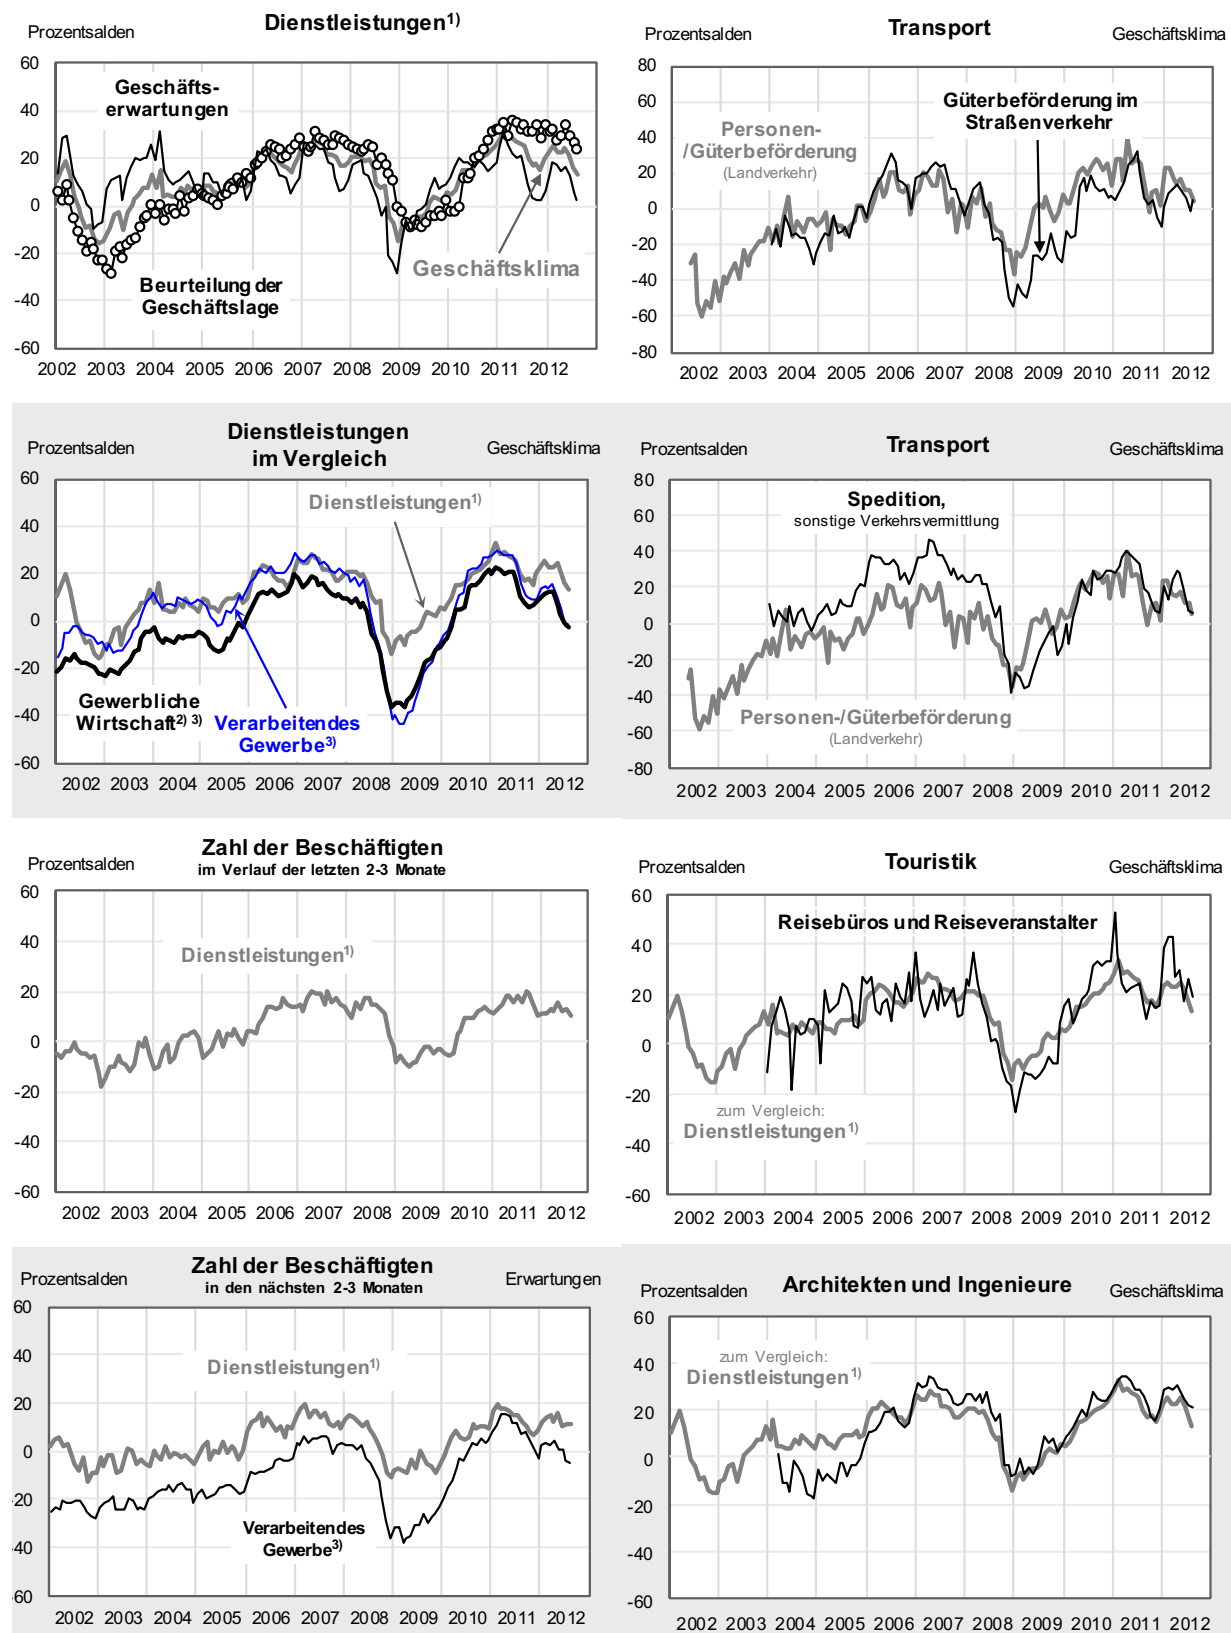 Dienstleistungen1)
Prozentsalden
60
40
20
0
-20
-40
-60
Geschäfts-
erwartungen
Beurteilung der
Geschäftslage
Geschäftsklima
2002 2003 2004 2005 2006 2007 2008 2009 2010 2011 2012
Transport
Prozentsalden
Geschäftsklima
80
60
40
20
0
-20
-40
-60
-80
Personen-
/Güterbeförderung
(Landverkehr)
Güterbeförderung im
Straßenverkehr
2002 2003 2004 2005 2006 2007 2008 2009 2010 2011 2012
Dienstleistungen
im Vergleich
Prozentsalden
Geschäftsklima
60
40
20
0
-20
-40
-60
Dienstleistungen1)
Gewerbliche
Wirtschaft2) 3)
Verarbeitendes
Gewerbe3)
2002 2003 2004 2005 2006 2007 2008 2009 2010 2011 2012
Transport
Prozentsalden
Geschäftsklima
80
60
40
20
0
-20
-40
-60
-80
Spedition,
sonstige Verkehrsvermittlung
Personen-/Güterbeförderung
(Landverkehr)
2002 2003 2004 2005 2006 2007 2008 2009 2010 2011 2012
Zahl der Beschäftigten
im Verlauf der letzten 2-3 Monate
Prozentsalden
60
40
20
0
-20
-40
-60
Dienstleistungen1)
2002 2003 2004 2005 2006 2007 2008 2009 2010 2011 2012
Touristik
Prozentsalden
Geschäftsklima
60
40
20
0
-20
-40
-60
Reisebüros und Reiseveranstalter
zum Vergleich:
Dienstleistungen1)
2002 2003 2004 2005 2006 2007 2008 2009 2010 2011 2012
Zahl der Beschäftigten
in den nächsten 2-3 Monaten
Prozentsalden
Erwartungen
60
40
20
0
20
40
60
Dienstleistungen1)
Verarbeitendes
Gewerbe3)
2002 2003 2004 2005 2006 2007 2008 2009 2010 2011 2012
Architekten und Ingenieure
Prozentsalden
Geschäftsklima
60
40
20
0
-20
-40
-60
zum Vergleich:
Dienstleistungen1)
2002 2003 2004 2005 2006 2007 2008 2009 2010 2011 2012